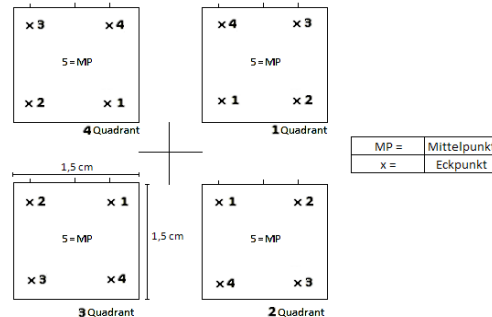 ×3 ×4
5=MP
×2 ×1
4 Quadrant
×4 ×3
5=MP
×1 ×2
1 Quadrant
MP = Mittelpunkt
x = Eckpunkt
1,5 cm
×2 ×1
5=MP
×3 ×4
3 Quadrant
1,5 cm
×1 ×2
5=MP
×4 ×3
2 Quadrant